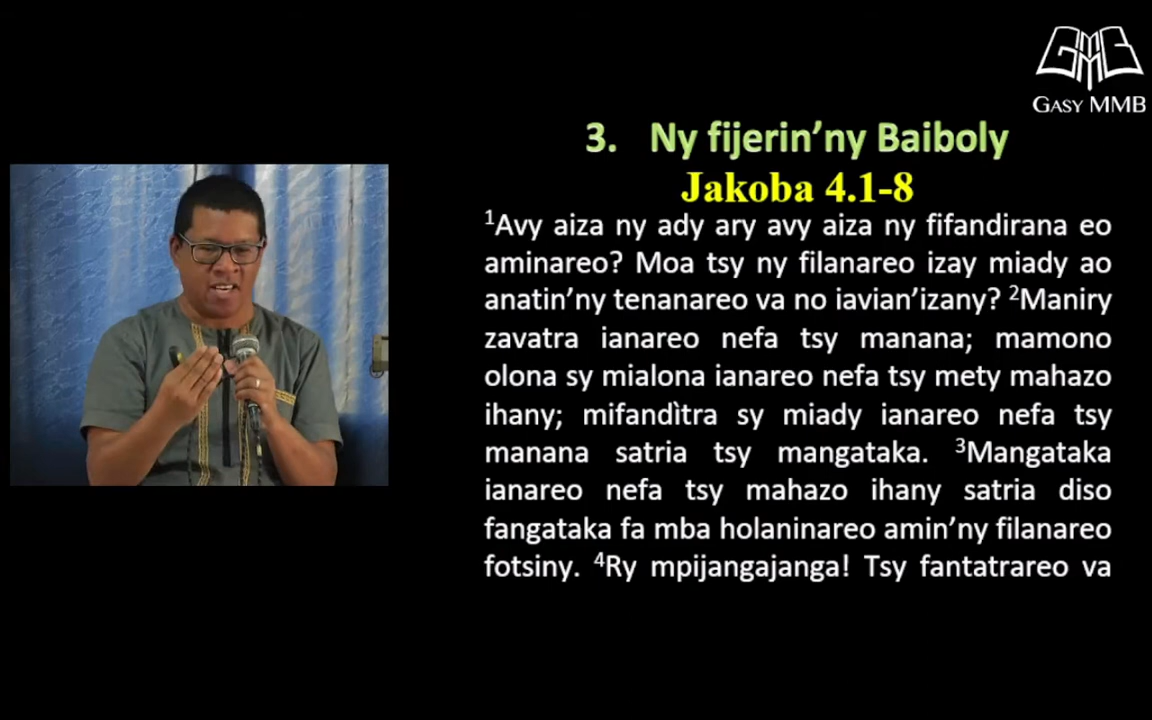 GMMB
GASY MMB
3. Ny fijerin’ny Baiboly
Jakoba 4.1-8
¹Avy aiza ny ady ary avy aiza ny fifandirana eo
aminareo? Moa tsy ny filanareo izay miady ao
anatin’ny tenanareo va no iavian’izany? ²Maniry
zavatra ianareo nefa tsy manana; mamono
olona sy mialona ianareo nefa tsy mety mahazo
ihany; mifandìtra sy miady ianareo nefa tsy
manana satria tsy mangataka. ³Mangataka
ianareo nefa tsy mahazo ihany satria diso
fangataka fa mba holaninareo amin’ny filanareo
fotsiny. ⁴Ry mpijangajanga! Tsy fantatrareo va